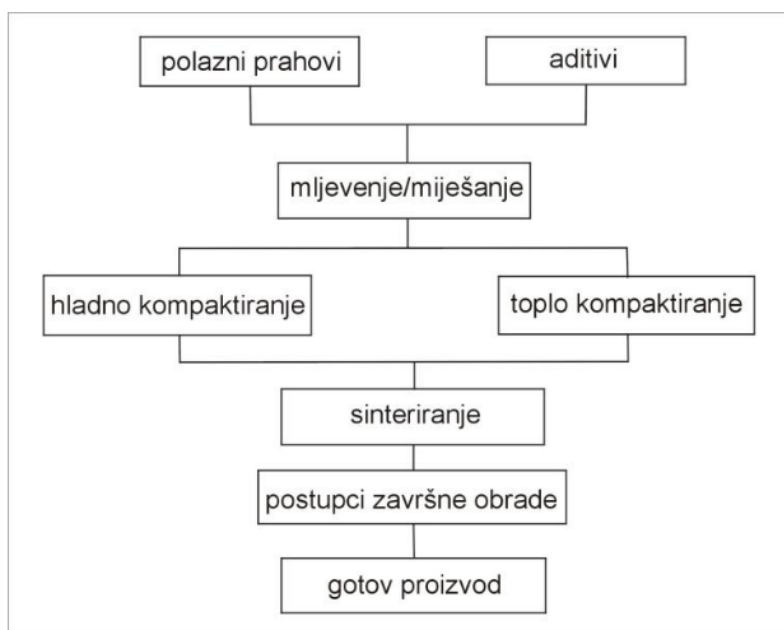 polazni prahovi
aditivi
mljevenje/miješanje
hladno kompaktiranje
toplo kompaktiranje
sinteriranje
postupci završne obrade
gotov proizvod